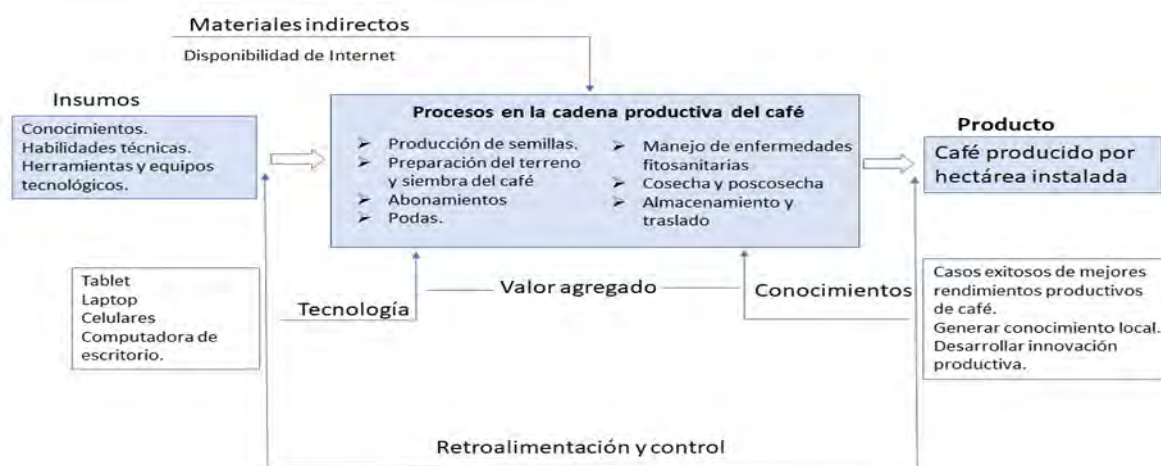 Materiales indirectos
Disponibilidad de Internet
Insumos
Conocimientos.
Habilidades técnicas.
Herramientas y equipos
tecnológicos.
Procesos en la cadena productiva del café
➢ Producción de semillas.
➢ Preparación del terreno
y siembra del café
➢ Abonamientos
➢ Podas.
➢ Manejo de enfermedades
fitosanitarias
➢ Cosecha y poscosecha
➢ Almacenamiento y
traslado
Producto
Café producido por
hectárea instalada
Tablet
Laptop
Celulares
Computadora de
escritorio.
Tecnología
Valor agregado
Conocimientos
Casos exitosos de mejores
rendimientos productivos
de café.
Generar conocimiento local.
Desarrollar innovación
productiva.
Retroalimentación y control